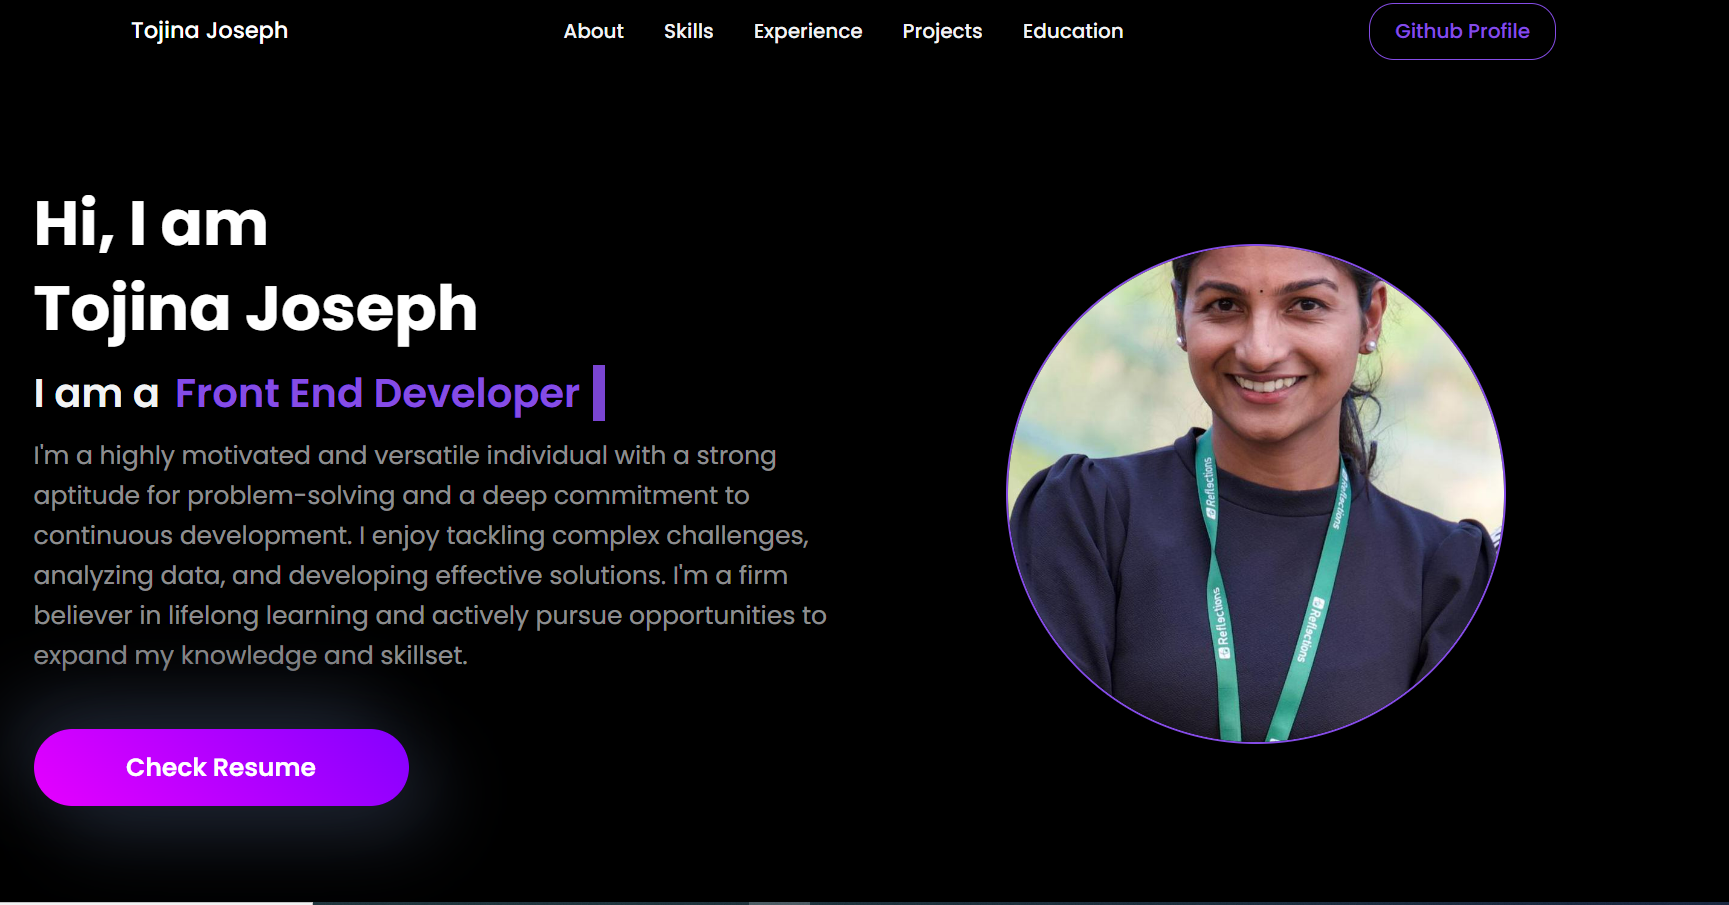 Tojina Joseph
About Skills Experience Projects Education
Github Profile
Hi, I am
Tojina Joseph
I am a Front End Developer
I'm a highly motivated and versatile individual with a strong
aptitude for problem-solving and a deep commitment to
continuous development. I enjoy tackling complex challenges,
analyzing data, and developing effective solutions. I'm a firm
believer in lifelong learning and actively pursue opportunities to
expand my knowledge and skillset.
Check Resume
Reflections
Reflections
Reflections
Reflections